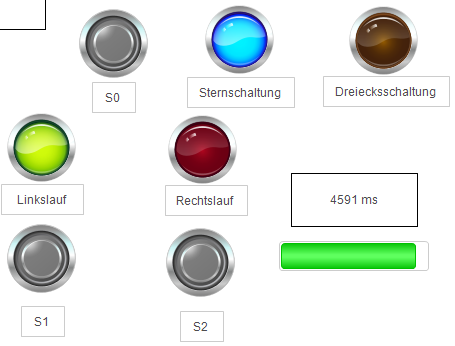 S0
Sternschaltung
Dreiecksschaltung
Linkslauf
Rechtslauf
4591 ms
S1
S2